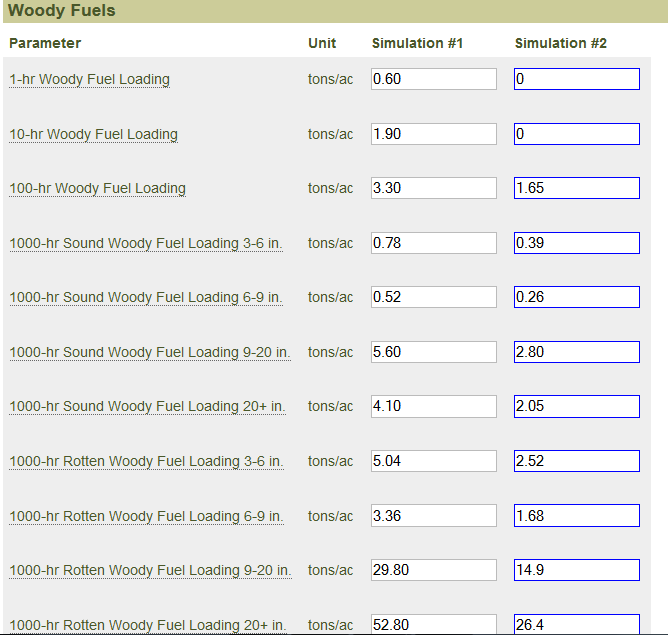 Woody Fuels
Parameter Unit Simulation #1 Simulation #2
1-hr Woody Fuel Loading tons/ac 0.60 0
10-hr Woody Fuel Loading tons/ac 1.90 0
100-hr Woody Fuel Loading tons/ac 3.30 1.65
1000-hr Sound Woody Fuel Loading 3-6 in. tons/ac 0.78 0.39
1000-hr Sound Woody Fuel Loading 6-9 in. tons/ac 0.52 0.26
1000-hr Sound Woody Fuel Loading 9-20 in. tons/ac 5.60 2.80
1000-hr Sound Woody Fuel Loading 20+ in. tons/ac 4.10 2.05
1000-hr Rotten Woody Fuel Loading 3-6 in. tons/ac 5.04 2.52
1000-hr Rotten Woody Fuel Loading 6-9 in. tons/ac 3.36 1.68
1000-hr Rotten Woody Fuel Loading 9-20 in. tons/ac 29.80 14.9
1000-hr Rotten Woody Fuel Loading 20+ in. tons/ac 52.80 26.4